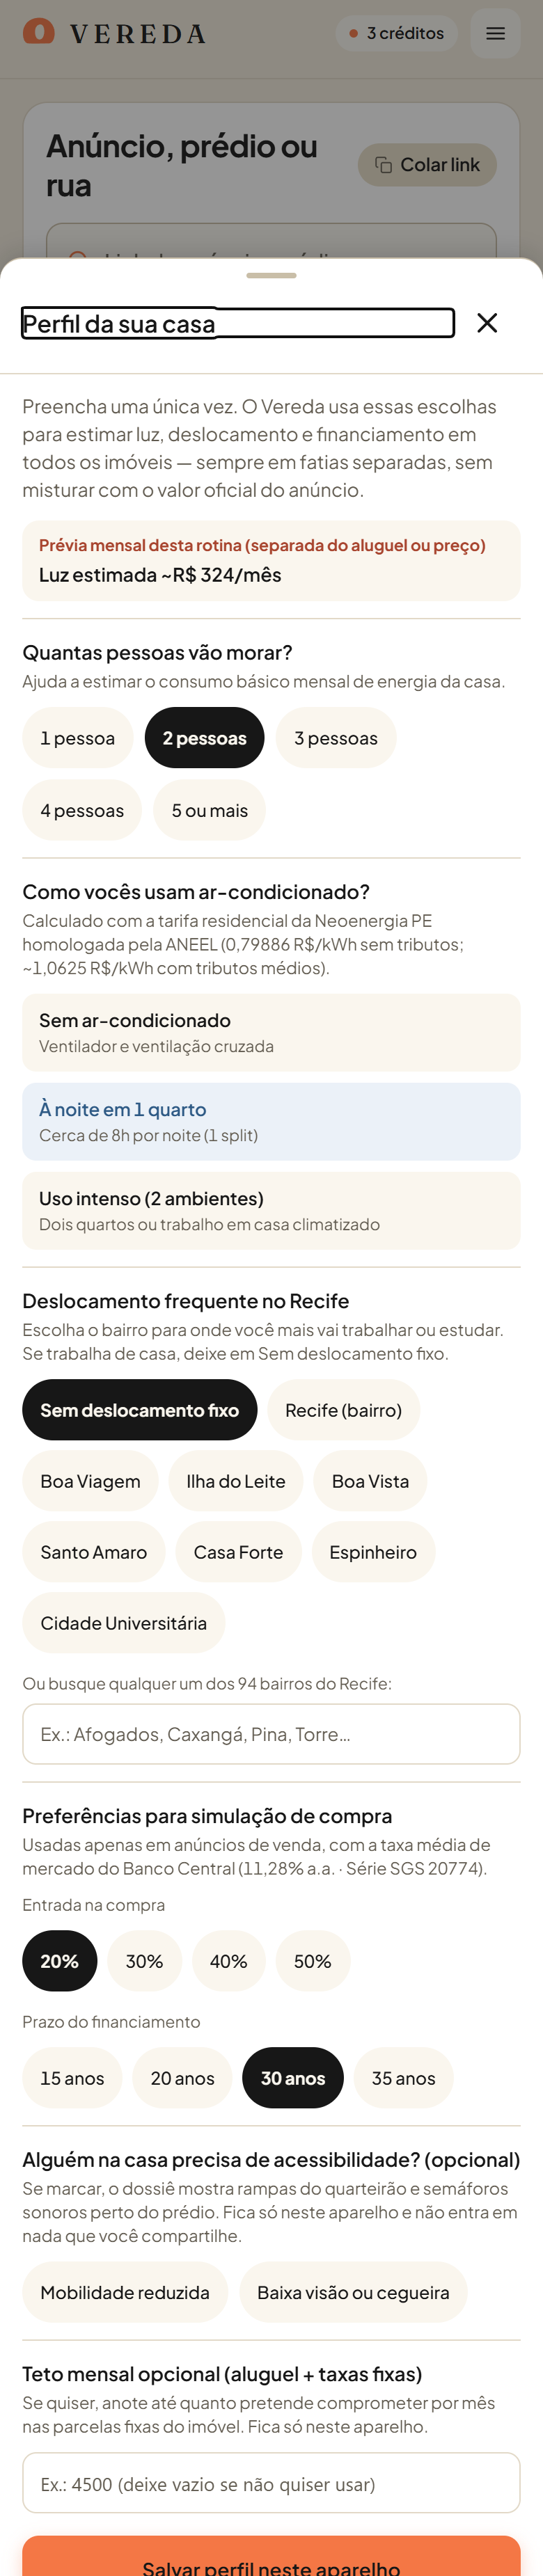 VEREDA
3 créditos
Anúncio, prédio ou
rua
Colar link
Perfil da sua casa
Preencha uma única vez. O Vereda usa essas escolhas
para estimar luz, deslocamento e financiamento em
todos os imóveis — sempre em fatias separadas, sem
misturar com o valor oficial do anúncio.
Prévia mensal desta rotina (separada do aluguel ou preço)
Luz estimada ~R$ 324/mês
Quantas pessoas vão morar?
Ajuda a estimar o consumo básico mensal de energia da casa.
1 pessoa
2 pessoas
3 pessoas
4 pessoas
5 ou mais
Como vocês usam ar-condicionado?
Calculado com a tarifa residencial da Neoenergia PE
homologada pela ANEEL (0,79886 R$/kWh sem tributos;
~1,0625 R$/kWh com tributos médios).
Sem ar-condicionado
Ventilador e ventilação cruzada
À noite em 1 quarto
Cerca de 8h por noite (1 split)
Uso intenso (2 ambientes)
Dois quartos ou trabalho em casa climatizado
Deslocamento frequente no Recife
Escolha o bairro para onde você mais vai trabalhar ou estudar.
Se trabalha de casa, deixe em Sem deslocamento fixo.
Sem deslocamento fixo
Recife (bairro)
Boa Viagem
Ilha do Leite
Boa Vista
Santo Amaro
Casa Forte
Espinheiro
Cidade Universitária
Ou busque qualquer um dos 94 bairros do Recife:
Ex.: Afogados, Caxangá, Pina, Torre…
Preferências para simulação de compra
Usadas apenas em anúncios de venda, com a taxa média de
mercado do Banco Central (11,28% a.a. · Série SGS 20774).
Entrada na compra
20%
30%
40%
50%
Prazo do financiamento
15 anos
20 anos
30 anos
35 anos
Alguém na casa precisa de acessibilidade? (opcional)
Se marcar, o dossiê mostra rampas do quarteirão e semáforos
sonoros perto do prédio. Fica só neste aparelho e não entra em
nada que você compartilhe.
Mobilidade reduzida
Baixa visão ou cegueira
Teto mensal opcional (aluguel + taxas fixas)
Se quiser, anote até quanto pretende comprometer por mês
nas parcelas fixas do imóvel. Fica só neste aparelho.
Ex.: 4500 (deixe vazio se não quiser usar)
Salvar perfil neste aparelho